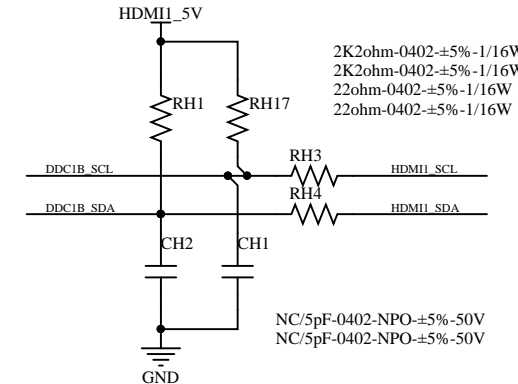 HDMI1_5V
2K2ohm-0402-±5%-1/16W
2K2ohm-0402-±5%-1/16W
22ohm-0402-±5%-1/16W
22ohm-0402-±5%-1/16W
RH1
RH17
RH3
DDC1B_SCL
HDMI1_SCL
RH4
DDC1B_SDA
HDMI1_SDA
CH2
CH1
NC/5pF-0402-NPO-±5%-50V
NC/5pF-0402-NPO-±5%-50V
GND